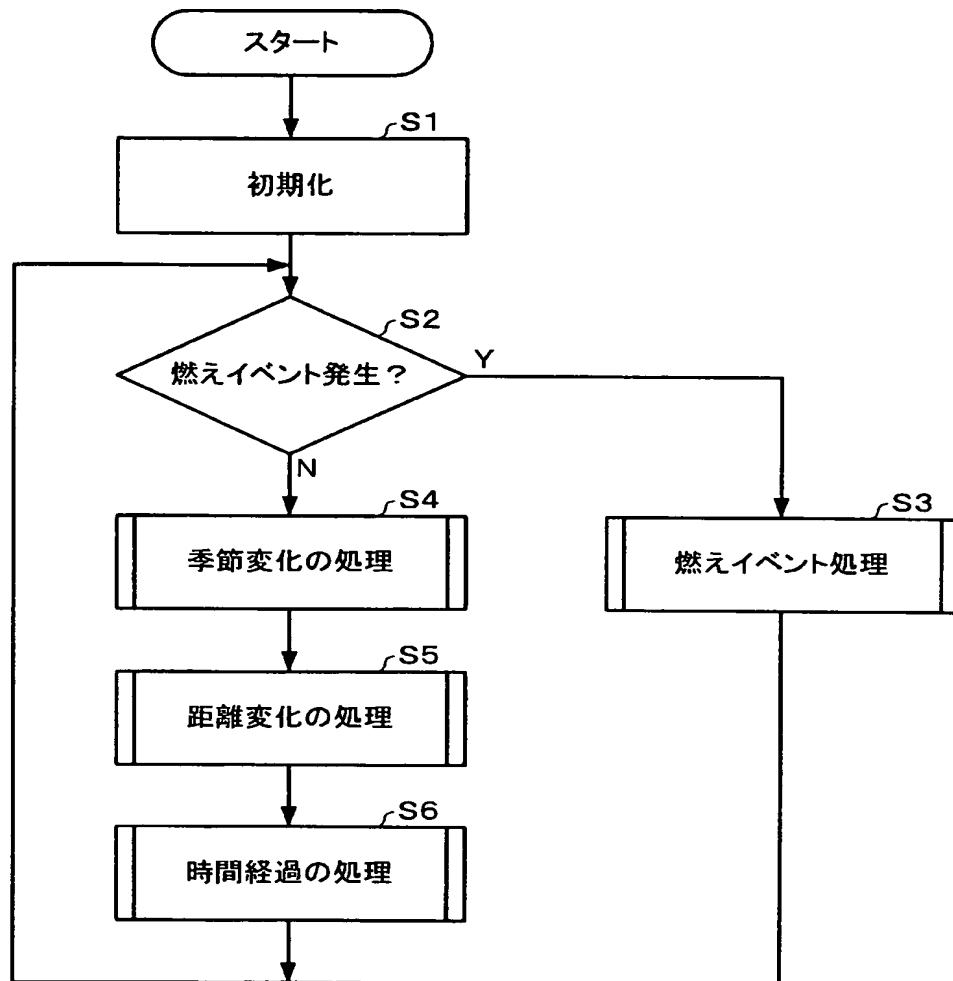 スタート
S1
初期化
S2
燃えイベント発生？
Y
N
S4
季節変化の処理
S3
燃えイベント処理
S5
距離変化の処理
S6
時間経過の処理